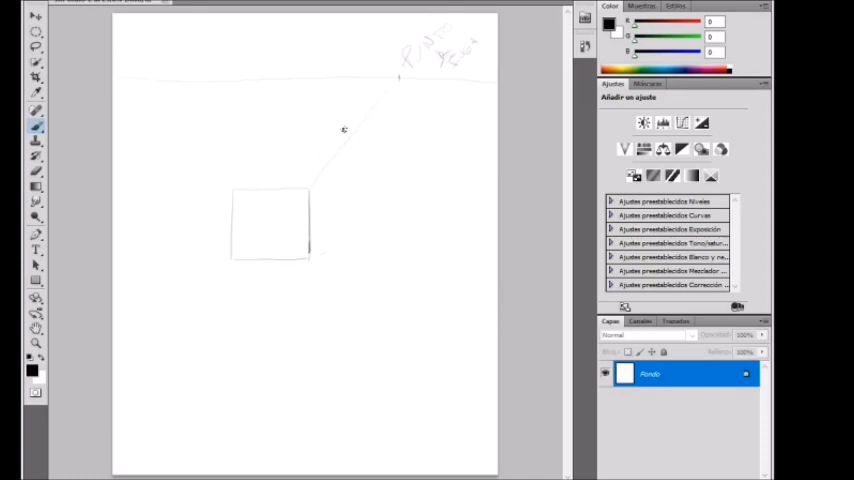 Color
Muestras
Estilos
R
0
G
0
B
0
Ajustes
Máscaras
Añadir un ajuste
Ajustes preestablecidos Niveles
Ajustes preestablecidos Curvas
Ajustes preestablecidos Exposición
Ajustes preestablecidos Tono/satur...
Ajustes preestablecidos Blanco y ne...
Ajustes preestablecidos Mezclador ...
Ajustes preestablecidos Corrección ...
Capas
Canales
Trazados
Normal
Opacidad:
100%
Relleno:
100%
Fondo